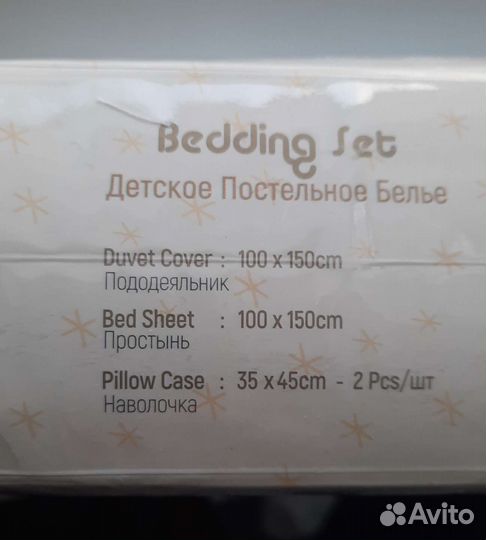 Bedding Set
Детское Постельное Белье
Duvet Cover : 100 x 150cm
Пододеяльник
Bed Sheet : 100 x 150cm
Простынь
Pillow Case : 35 x 45cm - 2 Pcs/шт
Наволочка
Avito